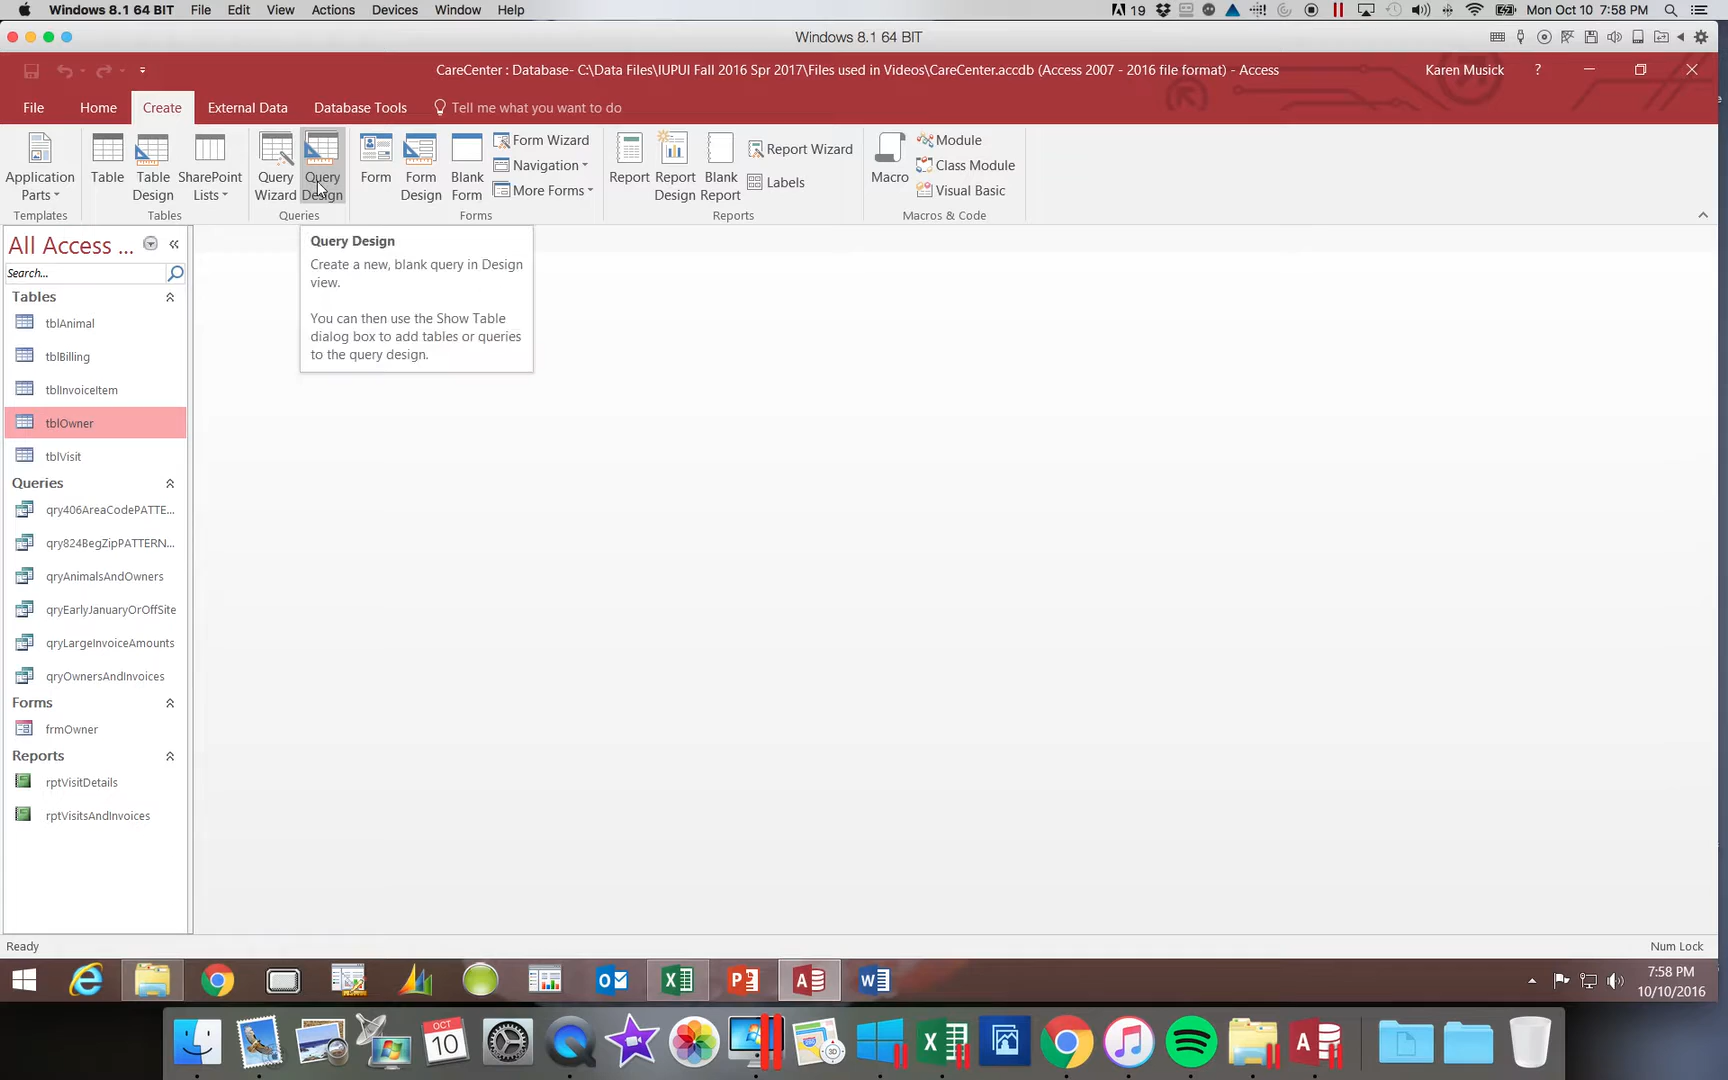 Windows 8.1 64 BIT File Edit View Actions Devices Window Help 19 Mon Oct 10 7:58 PM
Windows 8.1 64 BIT
CareCenter : Database- C:\Data Files\IUPUI Fall 2016 Spr 2017\Files used in Videos\CareCenter.accdb (Access 2007 - 2016 file format) - Access Karen Musick ?
File Home Create External Data Database Tools Tell me what you want to do
Application Parts
Table
Table Design
SharePoint Lists
Query Wizard
Query Design
Form
Form Design
Blank Form
Form Wizard
Navigation
More Forms
Report
Report Design
Blank Report
Report Wizard
Labels
Macro
Module
Class Module
Visual Basic
Templates Tables Queries Forms Reports Macros & Code
All Access ...
Search...
Tables
tblAnimal
tblBilling
tblInvoiceItem
tblOwner
tblVisit
Queries
qry406AreaCodePATTE...
qry824BegZipPATTERN...
qryAnimalsAndOwners
qryEarlyJanuaryOrOffSite
qryLargeInvoiceAmounts
qryOwnersAndInvoices
Forms
frmOwner
Reports
rptVisitDetails
rptVisitsAndInvoices
Query Design
Create a new, blank query in Design
view.
You can then use the Show Table
dialog box to add tables or queries
to the query design.
Ready Num Lock
7:58 PM
10/10/2016
OCT
10
3D